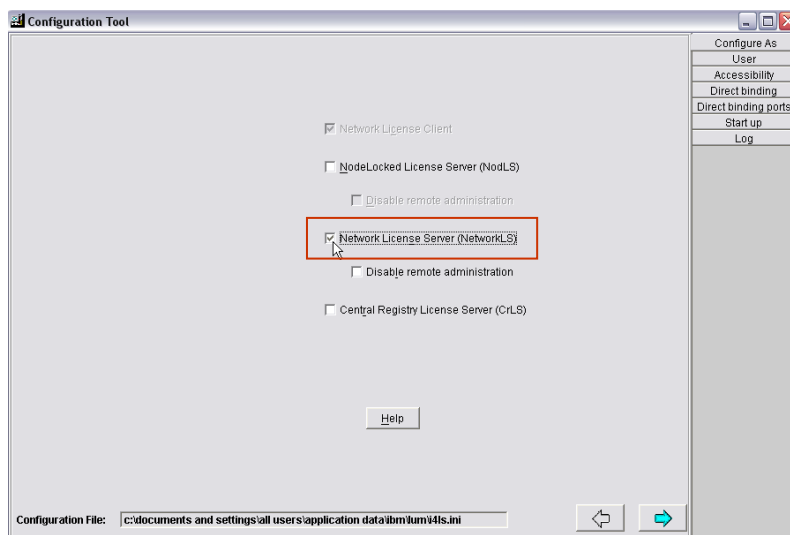 Configuration Tool
Configure As
User
Accessibility
Direct binding
Direct binding ports
Start up
Log
Network License Client
NodeLocked License Server (NodLS)
Disable remote administration
Network License Server (NetworkLS)
Disable remote administration
Central Registry License Server (CrLS)
Help
Configuration File: c:\documents and settings\all users\application data\ibm\lum\i4ls.ini